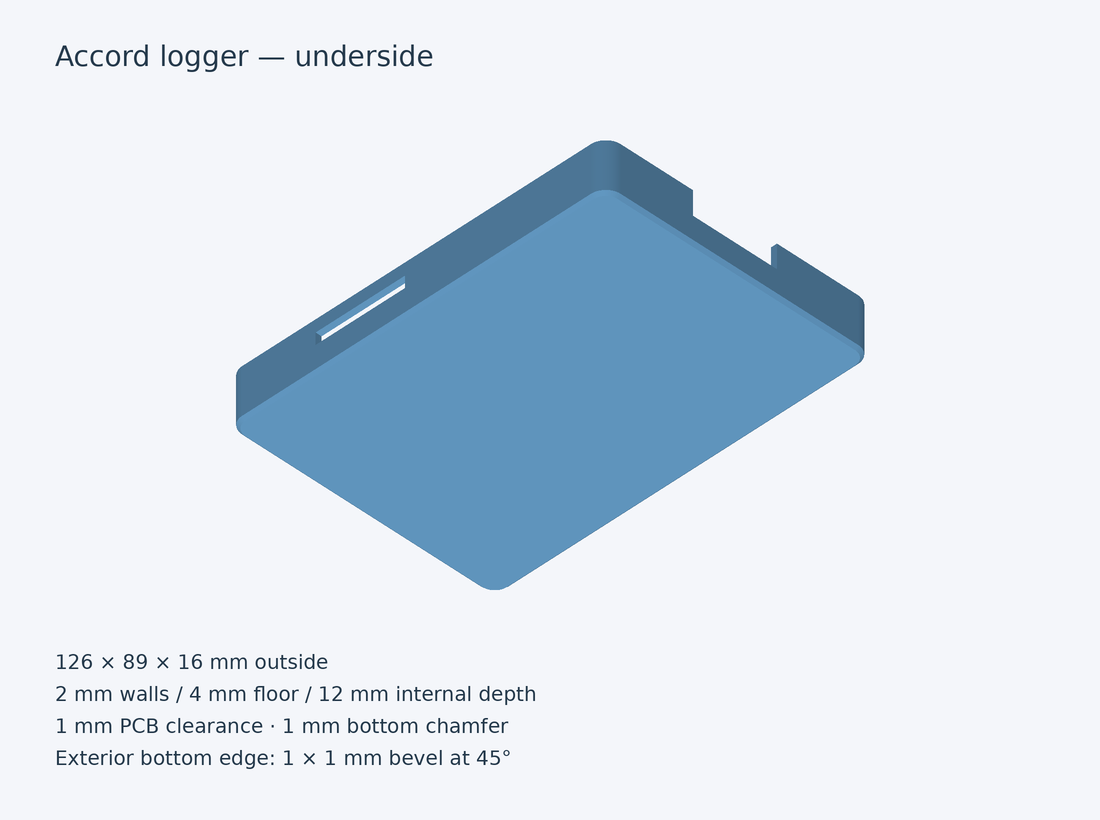 Accord logger — underside
126 × 89 × 16 mm outside
2 mm walls / 4 mm floor / 12 mm internal depth
1 mm PCB clearance · 1 mm bottom chamfer
Exterior bottom edge: 1 × 1 mm bevel at 45°